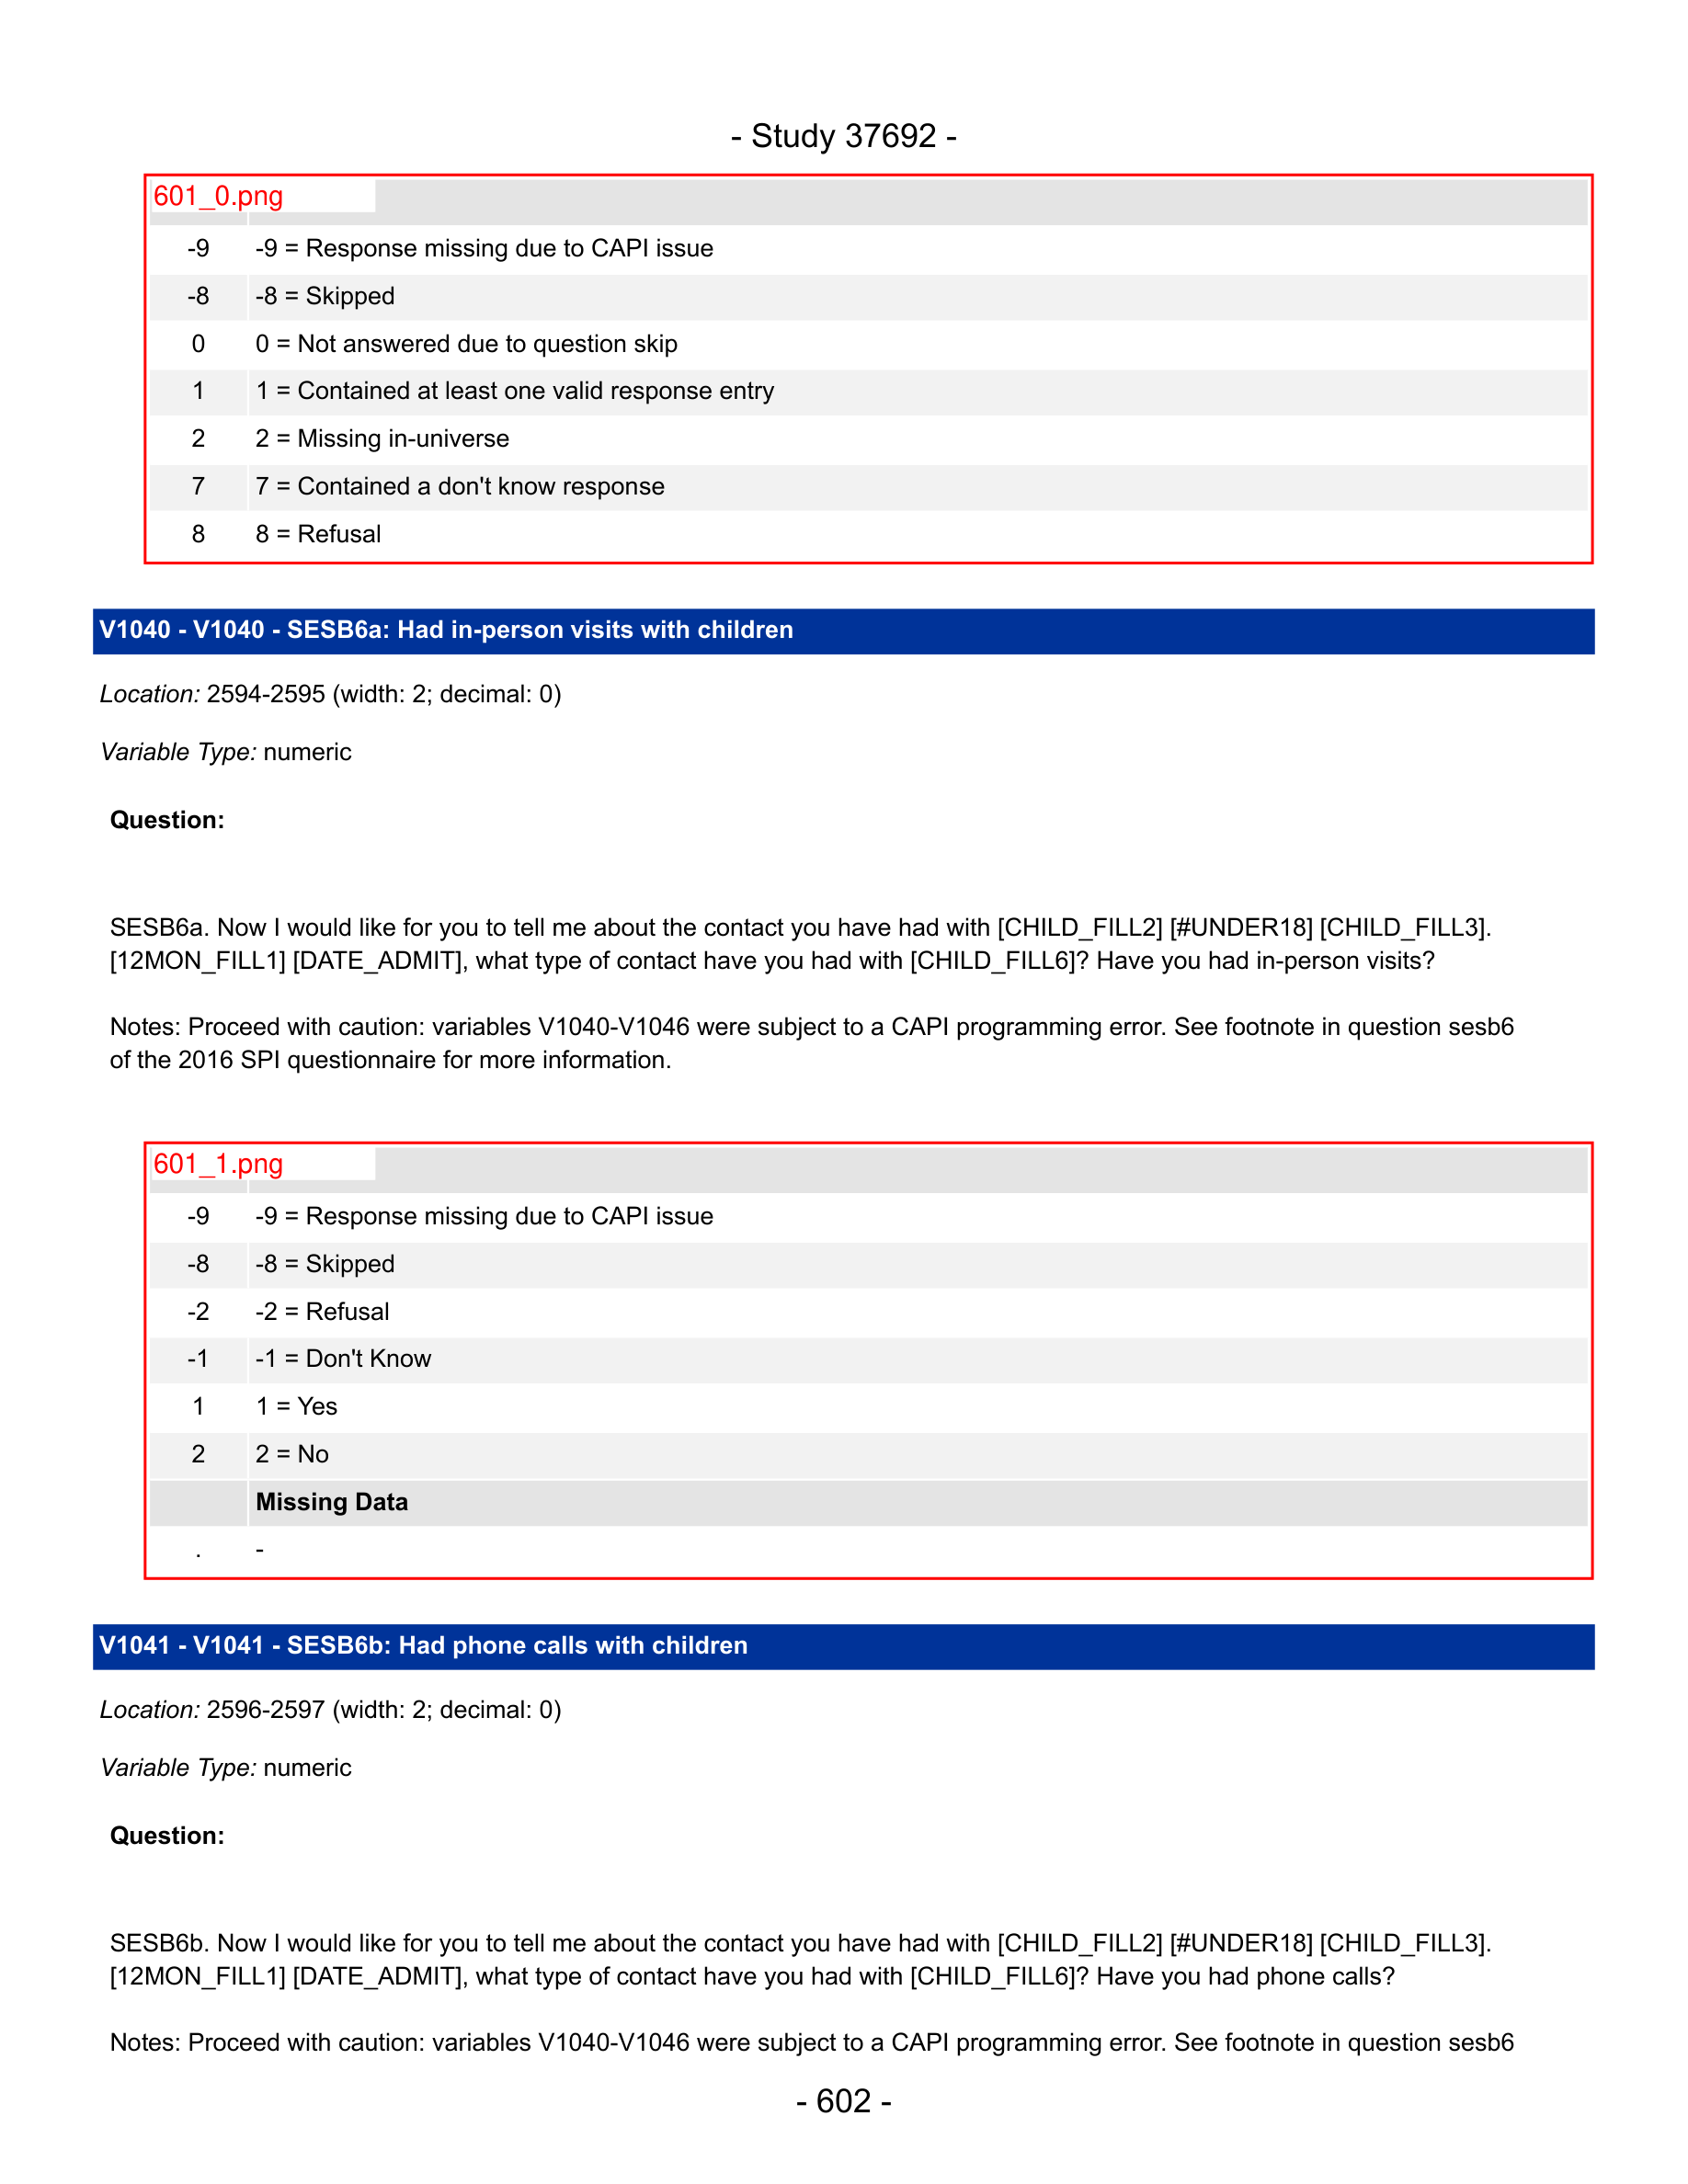 - Study 37692 -
601_0.png
-9 -9 = Response missing due to CAPI issue
-8 -8 = Skipped
0 0 = Not answered due to question skip
1 1 = Contained at least one valid response entry
2 2 = Missing in-universe
7 7 = Contained a don't know response
8 8 = Refusal
V1040 - V1040 - SESB6a: Had in-person visits with children
Location: 2594-2595 (width: 2; decimal: 0)
Variable Type: numeric
Question:
SESB6a. Now I would like for you to tell me about the contact you have had with [CHILD_FILL2] [#UNDER18] [CHILD_FILL3].
[12MON_FILL1] [DATE_ADMIT], what type of contact have you had with [CHILD_FILL6]? Have you had in-person visits?
Notes: Proceed with caution: variables V1040-V1046 were subject to a CAPI programming error. See footnote in question sesb6
of the 2016 SPI questionnaire for more information.
601_1.png
-9 -9 = Response missing due to CAPI issue
-8 -8 = Skipped
-2 -2 = Refusal
-1 -1 = Don't Know
1 1 = Yes
2 2 = No
Missing Data
. -
V1041 - V1041 - SESB6b: Had phone calls with children
Location: 2596-2597 (width: 2; decimal: 0)
Variable Type: numeric
Question:
SESB6b. Now I would like for you to tell me about the contact you have had with [CHILD_FILL2] [#UNDER18] [CHILD_FILL3].
[12MON_FILL1] [DATE_ADMIT], what type of contact have you had with [CHILD_FILL6]? Have you had phone calls?
Notes: Proceed with caution: variables V1040-V1046 were subject to a CAPI programming error. See footnote in question sesb6
- 602 -